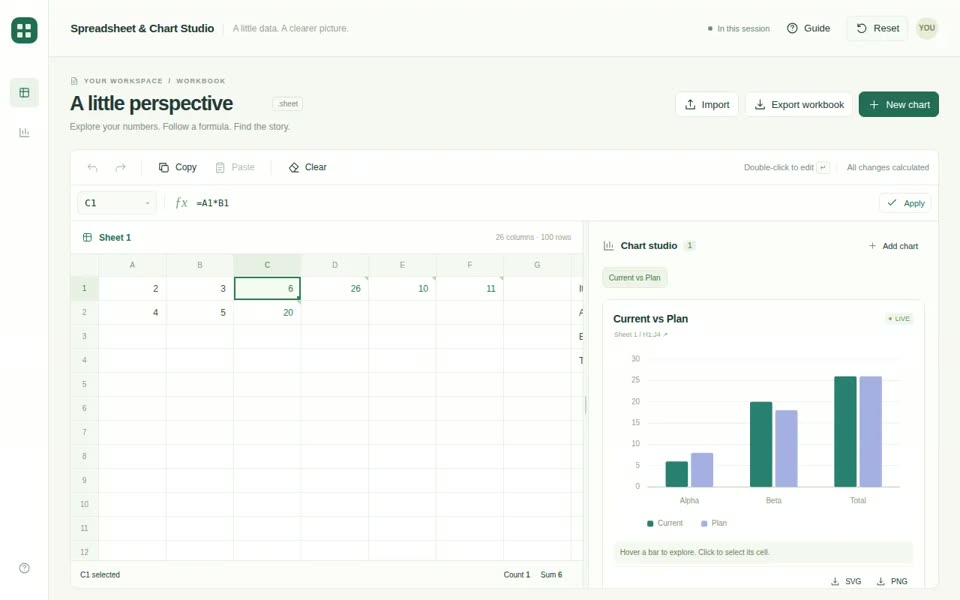 Spreadsheet & Chart Studio A little data. A clearer picture. In this session Guide Reset YOU
YOUR WORKSPACE / WORKBOOK
A little perspective .sheet
Explore your numbers. Follow a formula. Find the story.
Import Export workbook New chart
Copy Paste Clear Double-click to edit ↵ All changes calculated
C1 ƒx =A1*B1 Apply
Sheet 1 26 columns · 100 rows
A B C D E F G
1 2 3 6 26 10 11
2 4 5 20 A
3 E
4 T
5
6
7
8
9
10
11
12
C1 selected Count 1 Sum 6
Chart studio 1 Add chart
Current vs Plan
Current vs Plan LIVE
Sheet 1 / H1:J4 ↗
30
25
20
15
10
5
0
Alpha Beta Total
Current Plan
Hover a bar to explore. Click to select its cell.
SVG PNG